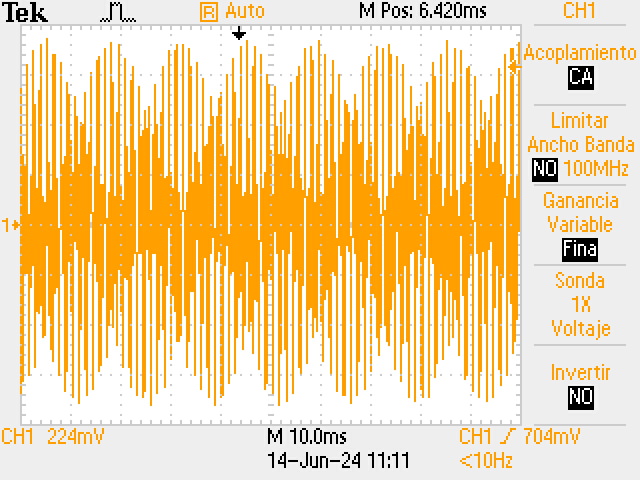 Tek R Auto M Pos: 6.420ms CH1
Acoplamiento
CA
Limitar
Ancho Banda
NO 100MHz
Ganancia
Variable
Fina
Sonda
1X
Voltaje
Invertir
NO
1
CH1 224mV M 10.0ms CH1 704mV
14-Jun-24 11:11 <10Hz